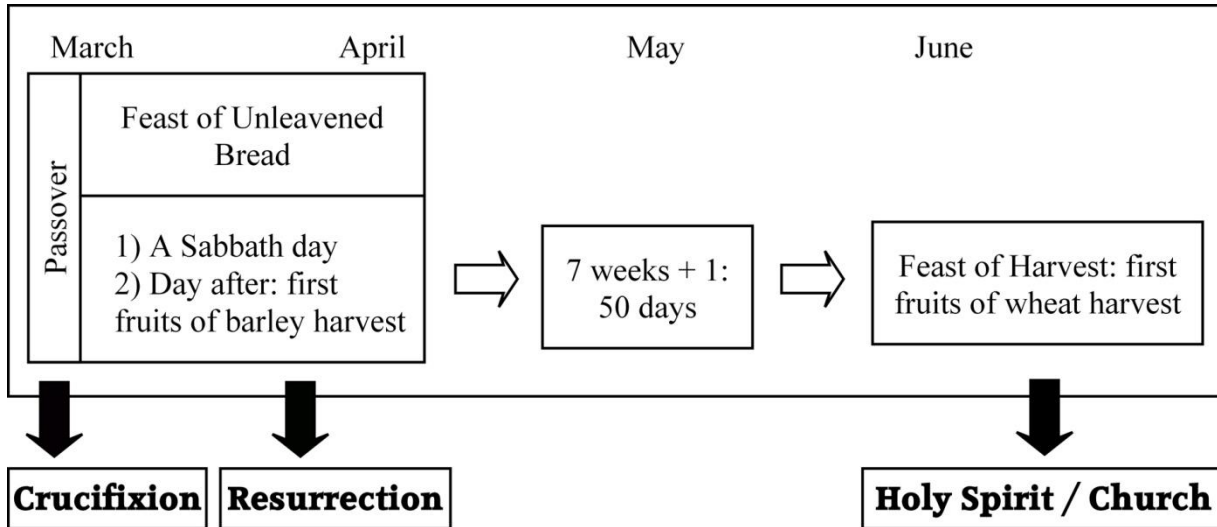 March April May June
Passover
Feast of Unleavened
Bread
1) A Sabbath day
2) Day after: first
fruits of barley harvest
7 weeks + 1:
50 days
Feast of Harvest: first
fruits of wheat harvest
Crucifixion
Resurrection
Holy Spirit / Church